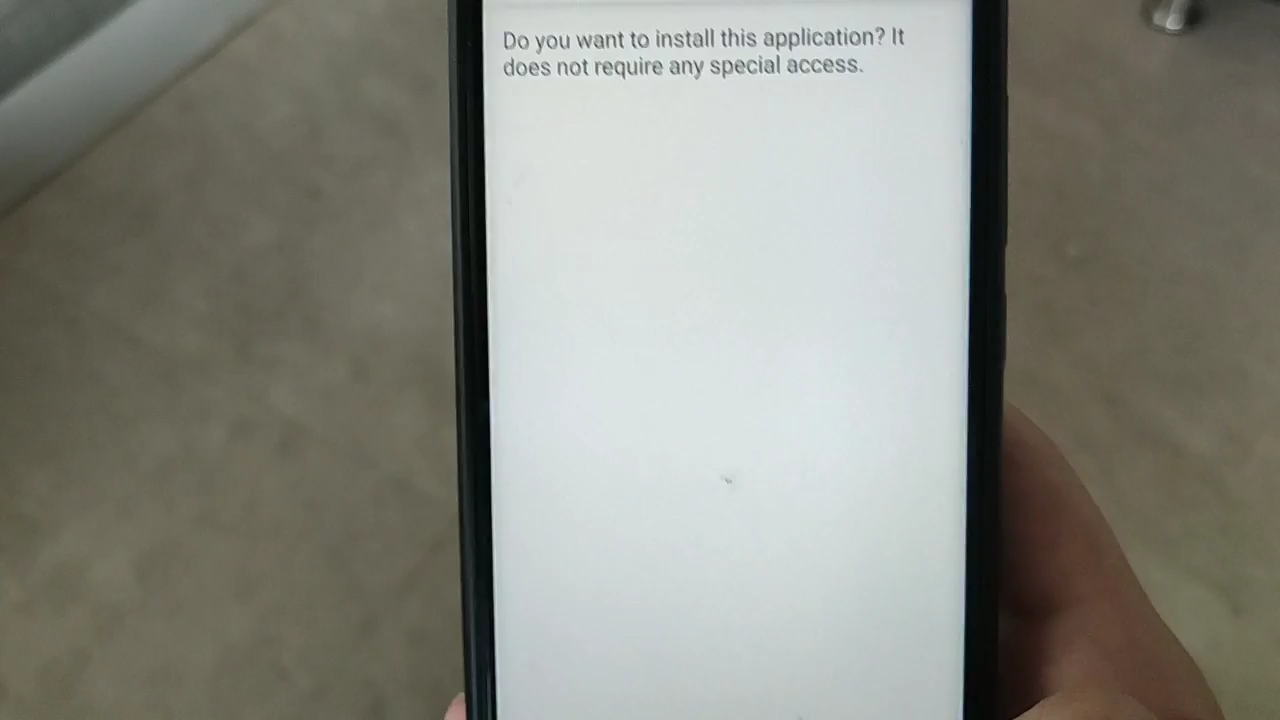 Do you want to install this application? It
does not require any special access.